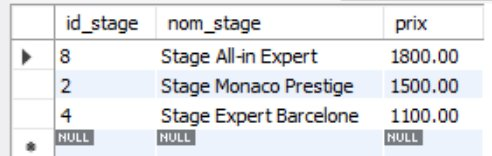 id_stage nom_stage prix
8 Stage All-in Expert 1800.00
2 Stage Monaco Prestige 1500.00
4 Stage Expert Barcelone 1100.00
NULL NULL NULL